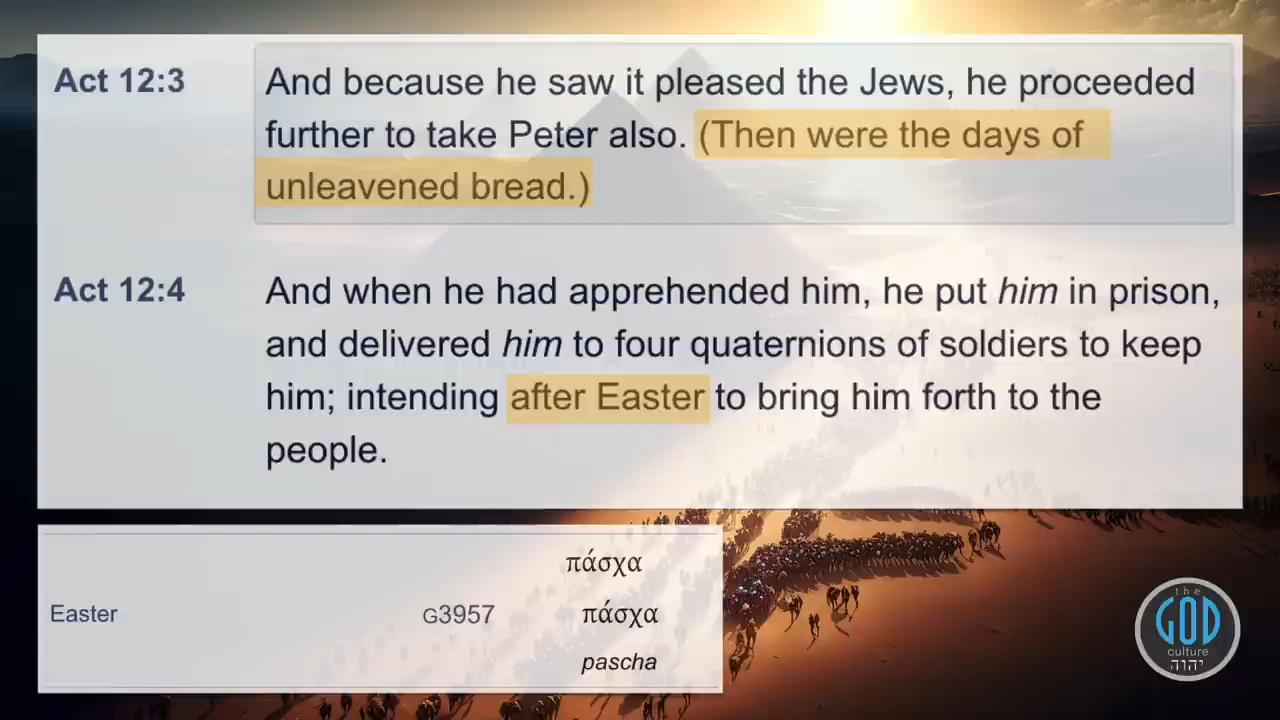 Act 12:3 And because he saw it pleased the Jews, he proceeded
further to take Peter also. (Then were the days of
unleavened bread.)
Act 12:4 And when he had apprehended him, he put him in prison,
and delivered him to four quaternions of soldiers to keep
him; intending after Easter to bring him forth to the
people.
πάσχα
Easter G3957 πάσχα
pascha
the
GOD
culture
יהוה